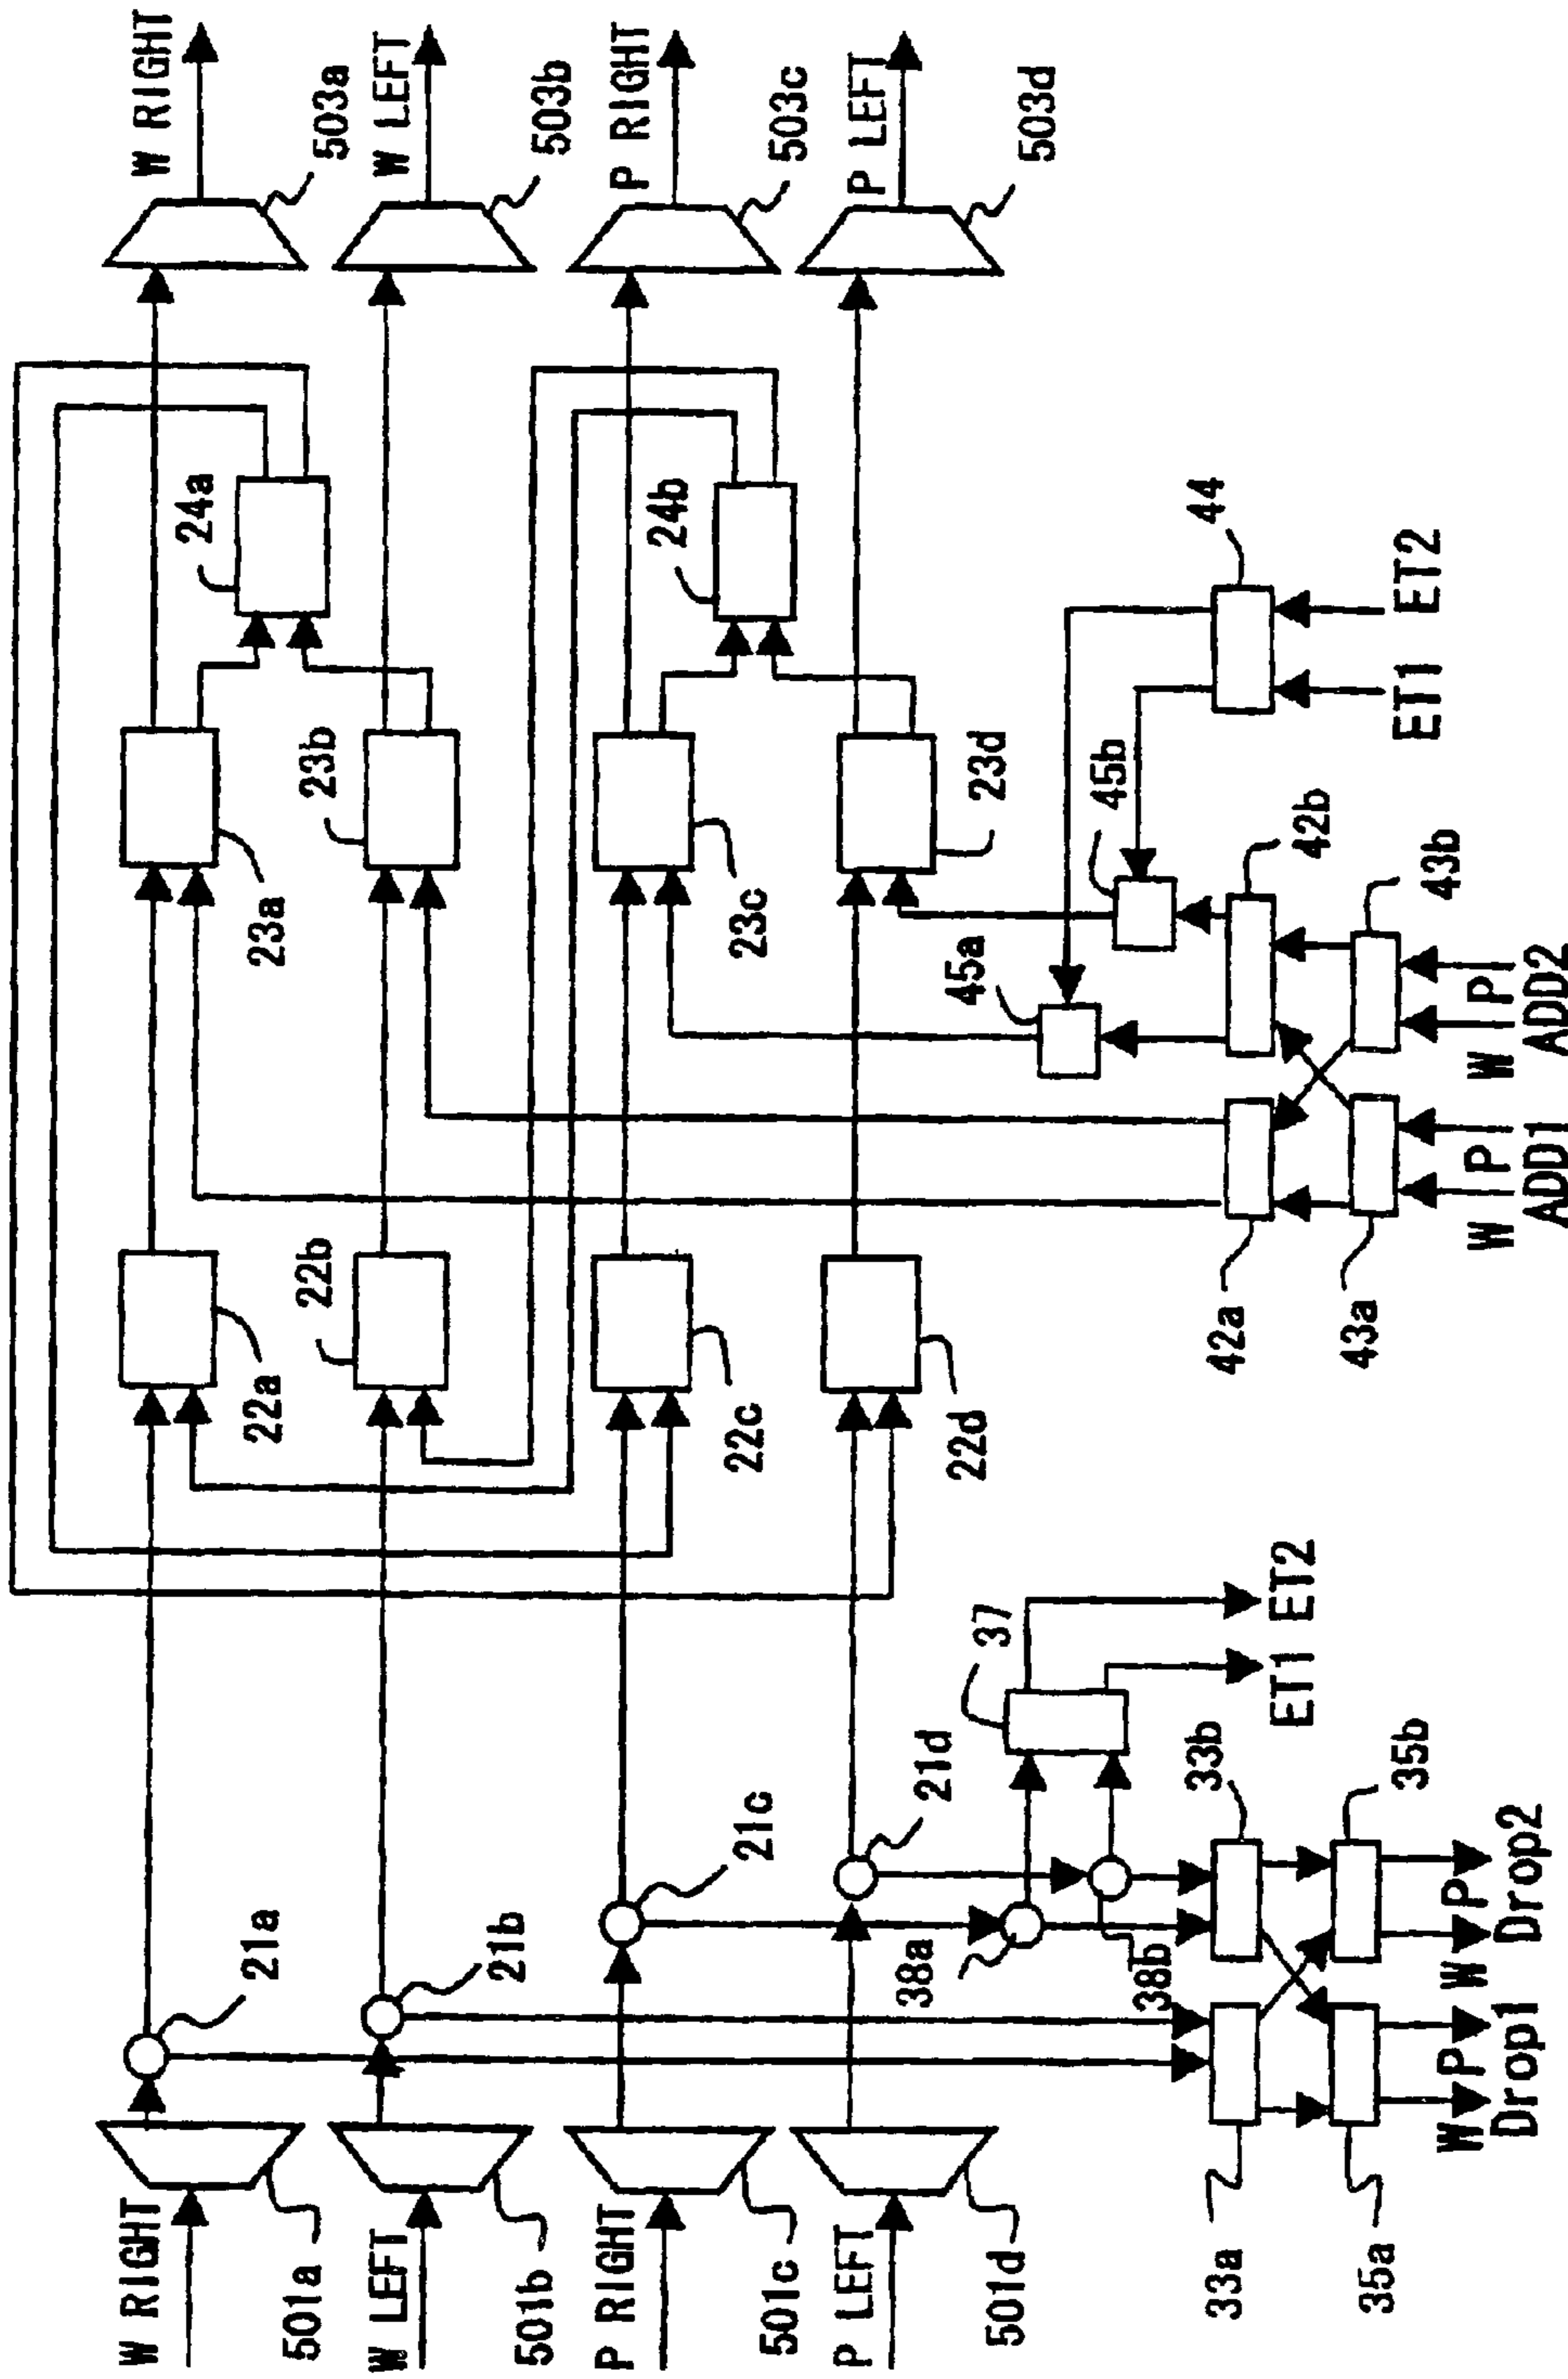 W RIGHT
503a
W LEFT
503b
P RIGHT
503c
P LEFT
503d
24a
24b
44
ET1 ET2
23a
23b
23c
23d
45a
45b
42b
43b
W P
ADD2
22a
22b
22c
22d
42a
43a
W P
ADD1
37
ET1 ET2
21a
21b
21c
21d
38a
38b
33b
35b
W P
Drop2
W P
Drop1
W RIGHT
501a
W LEFT
501b
P RIGHT
501c
P LEFT
501d
33a
35a